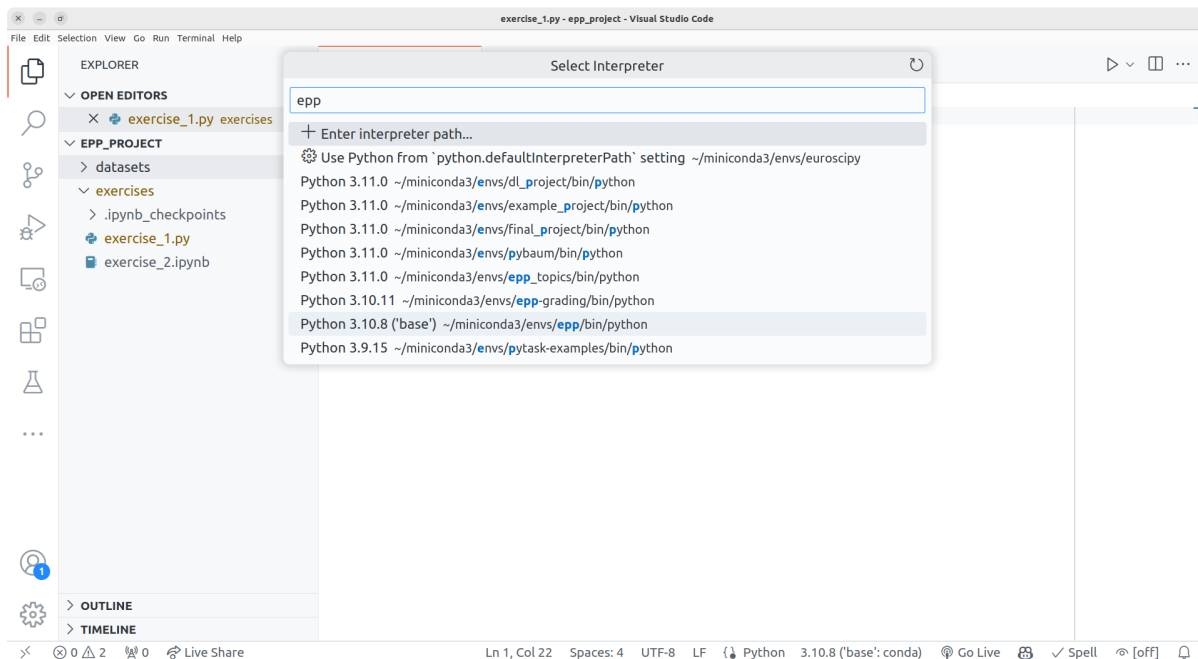 exercise_1.py - epp_project - Visual Studio Code
File Edit Selection View Go Run Terminal Help
EXPLORER
OPEN EDITORS
exercise_1.py exercises
EPP_PROJECT
datasets
exercises
.ipynb_checkpoints
exercise_1.py
exercise_2.ipynb
Select Interpreter
epp
Enter interpreter path...
Use Python from `python.defaultInterpreterPath` setting ~/miniconda3/envs/euroscipy
Python 3.11.0 ~/miniconda3/envs/dl_project/bin/python
Python 3.11.0 ~/miniconda3/envs/example_project/bin/python
Python 3.11.0 ~/miniconda3/envs/final_project/bin/python
Python 3.11.0 ~/miniconda3/envs/pybaum/bin/python
Python 3.11.0 ~/miniconda3/envs/epp_topics/bin/python
Python 3.10.11 ~/miniconda3/envs/epp-grading/bin/python
Python 3.10.8 ('base') ~/miniconda3/envs/epp/bin/python
Python 3.9.15 ~/miniconda3/envs/pytask-examples/bin/python
1
OUTLINE
TIMELINE
0 2 0 Live Share Ln 1, Col 22 Spaces: 4 UTF-8 LF Python 3.10.8 ('base': conda) Go Live Spell [off]